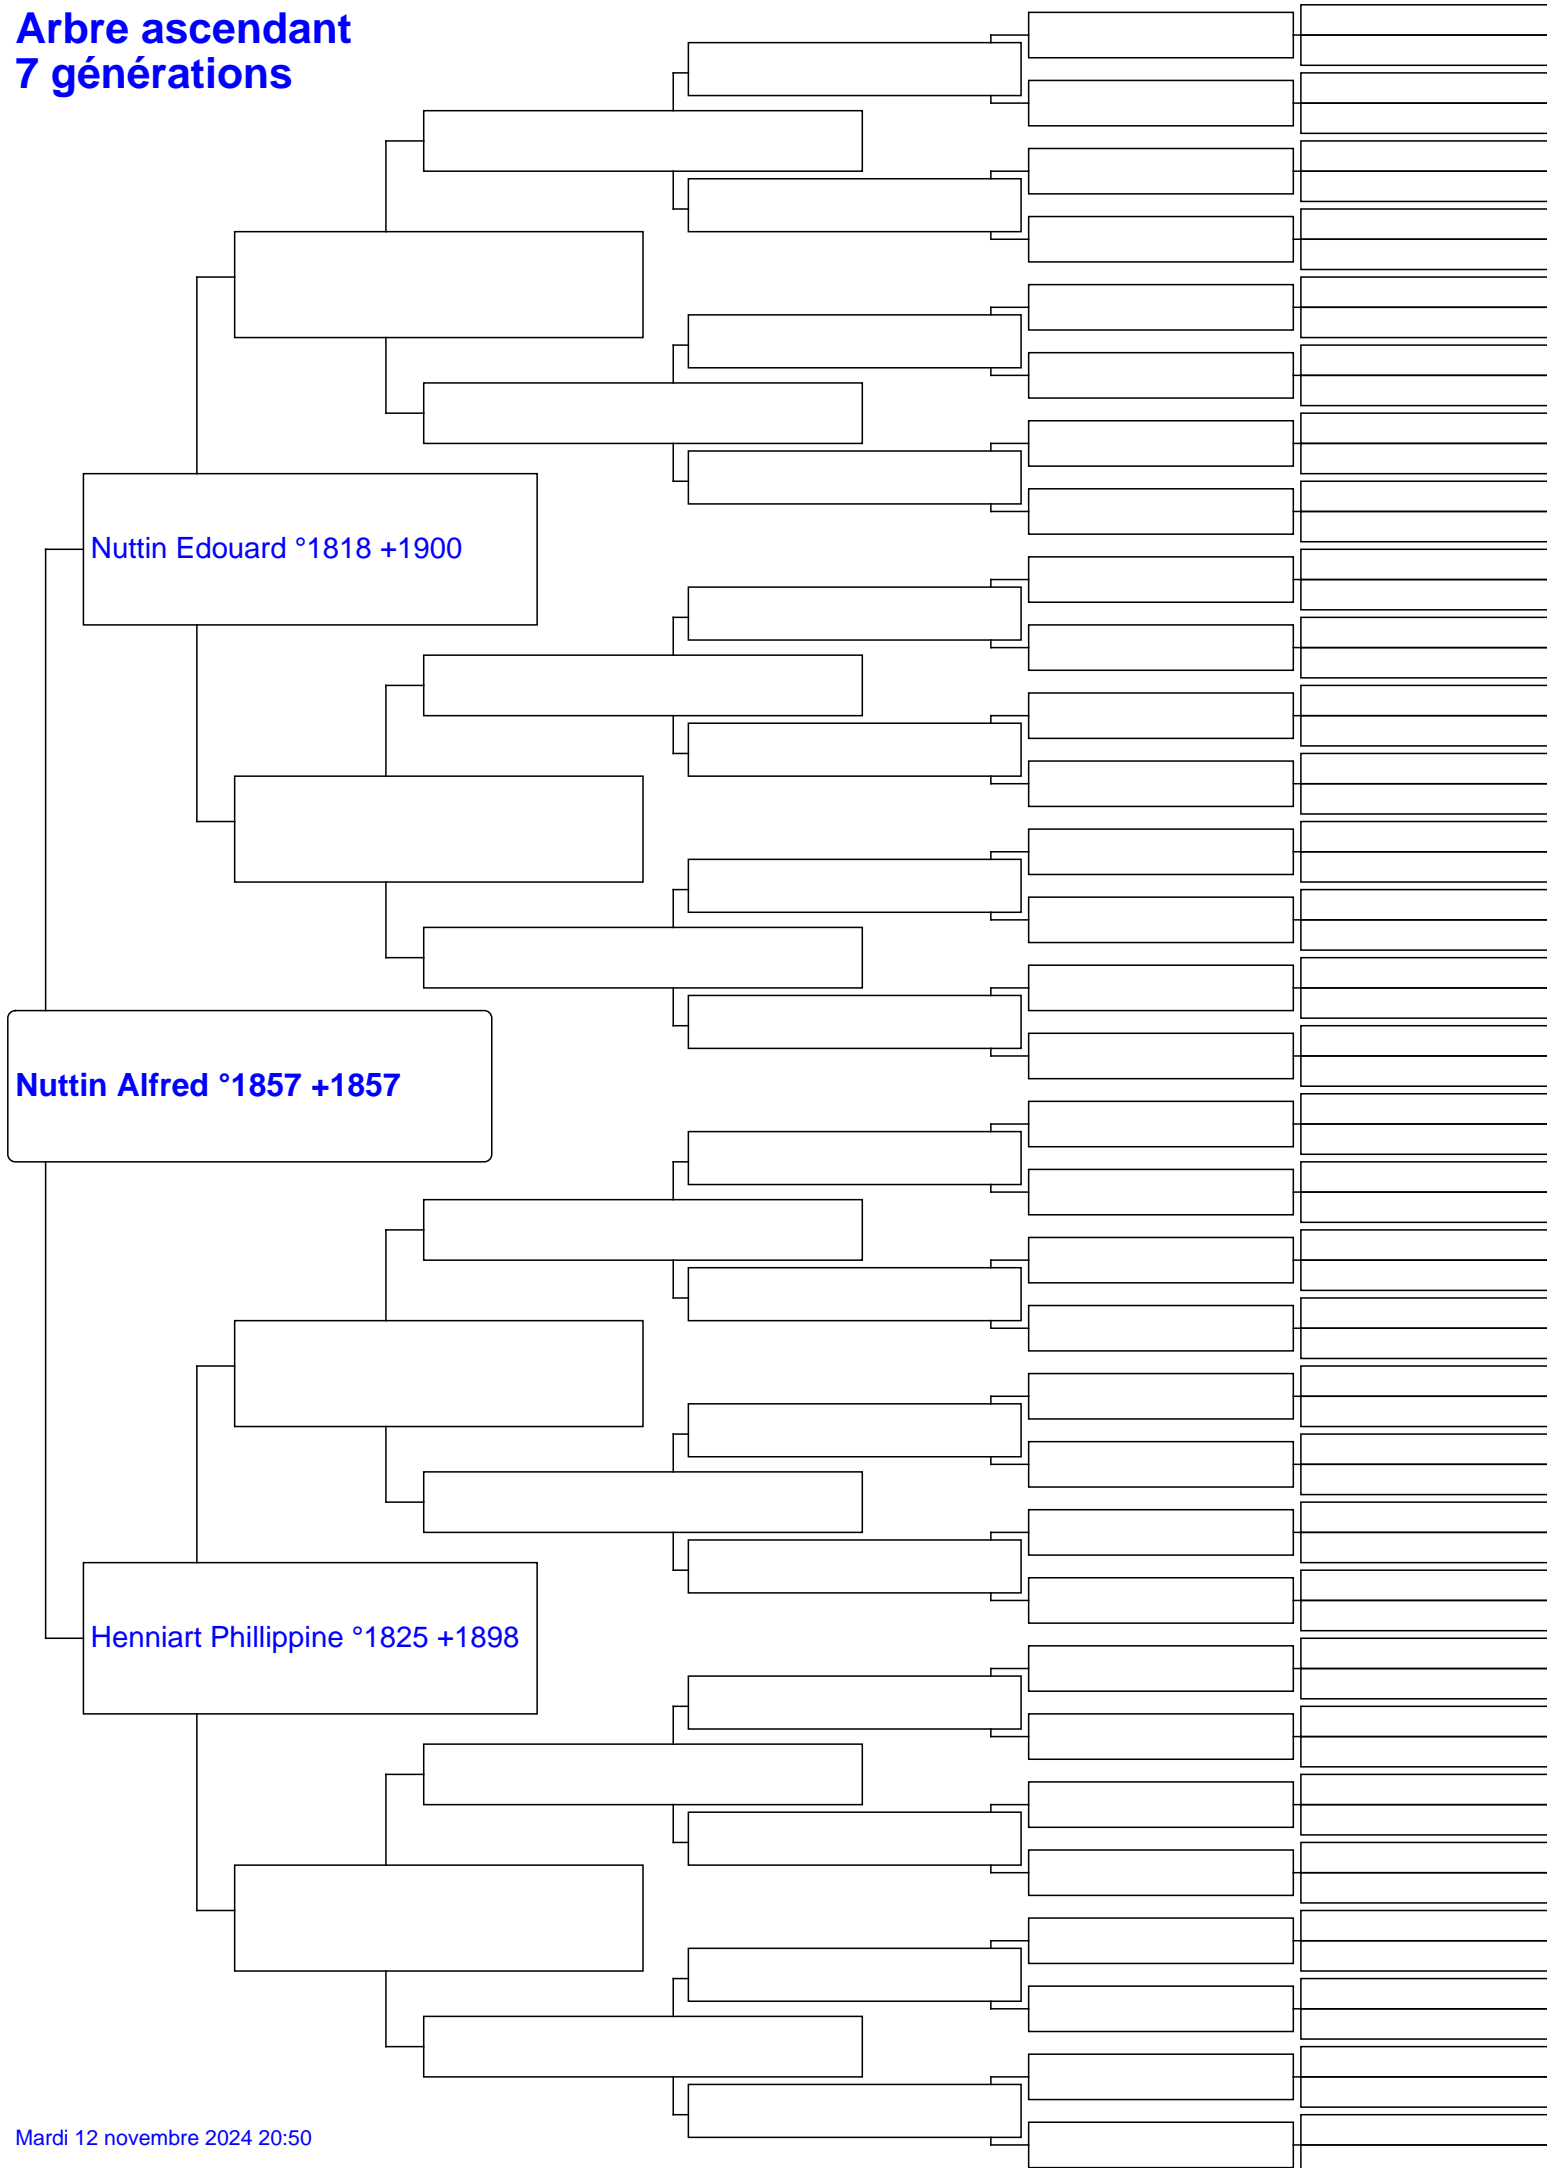 Arbre ascendant
7 générations
Nuttin Edouard °1818 +1900
Nuttin Alfred °1857 +1857
Henniart Phillippine °1825 +1898
Mardi 12 novembre 2024 20:50